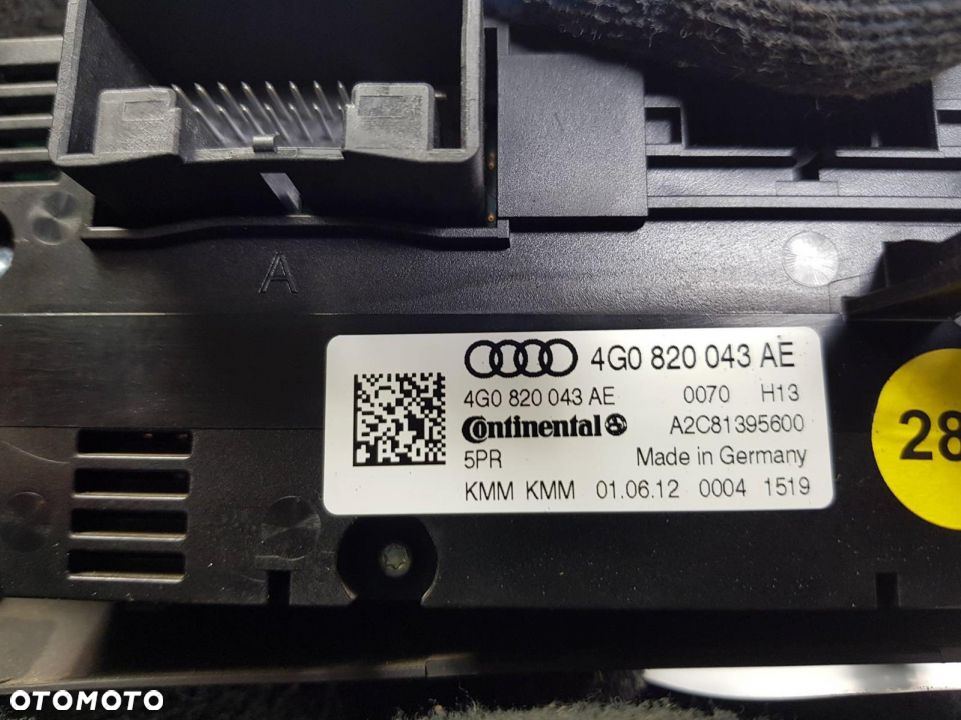 A
4G0 820 043 AE
4G0 820 043 AE 0070 H13
Continental A2C81395600
5PR Made in Germany
KMM KMM 01.06.12 0004 1519
28
OTOMOTO